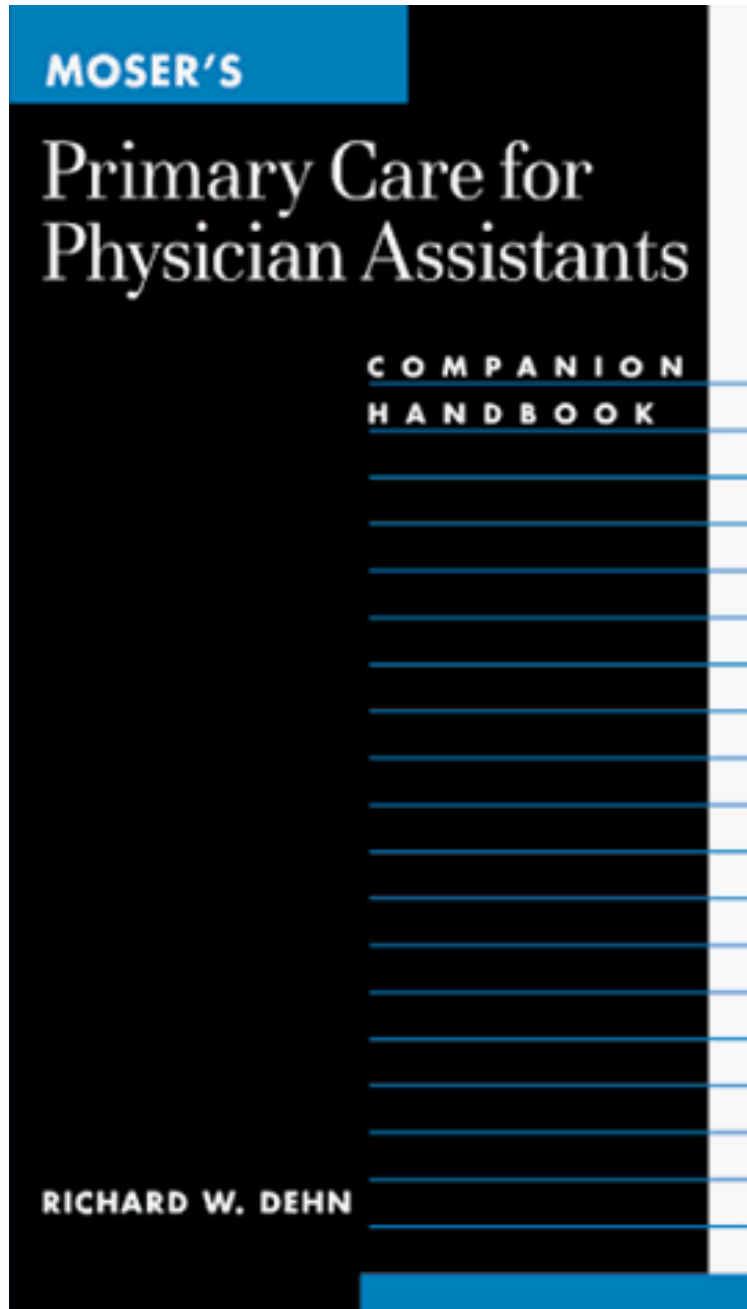 MOSER'S
Primary Care for
Physician Assistants
COMPANION
HANDBOOK
RICHARD W. DEHN